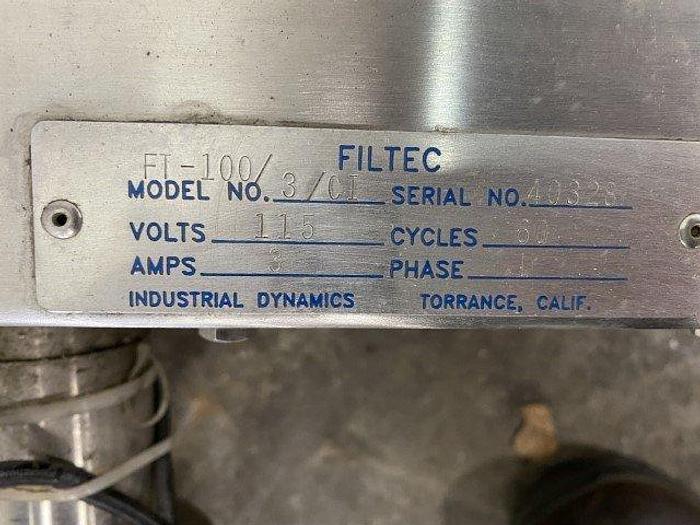 FT-100/ FILTEC
MODEL NO. 3/CI SERIAL NO. 40328
VOLTS 115 CYCLES 60
AMPS 3 PHASE 1
INDUSTRIAL DYNAMICS TORRANCE, CALIF.